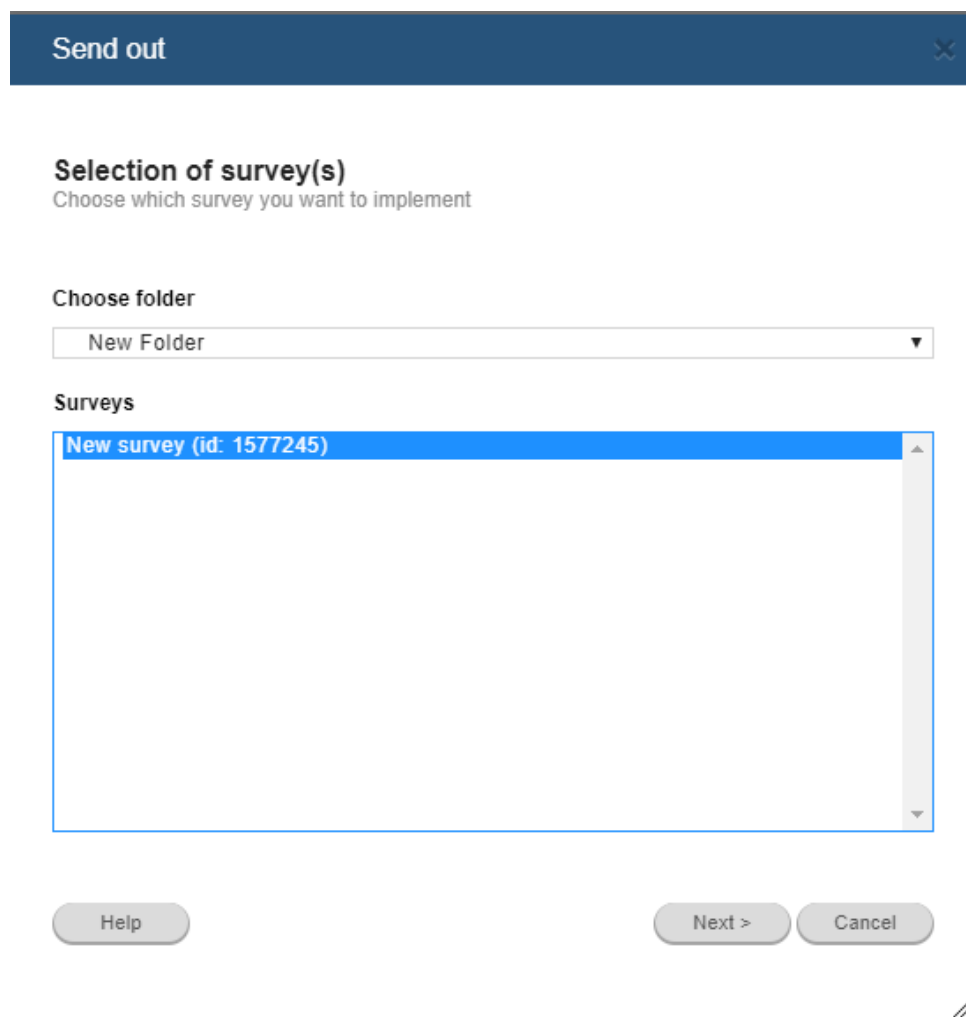 Send out
Selection of survey(s)
Choose which survey you want to implement
Choose folder
New Folder
Surveys
New survey (id: 1577245)
Help
Next >
Cancel